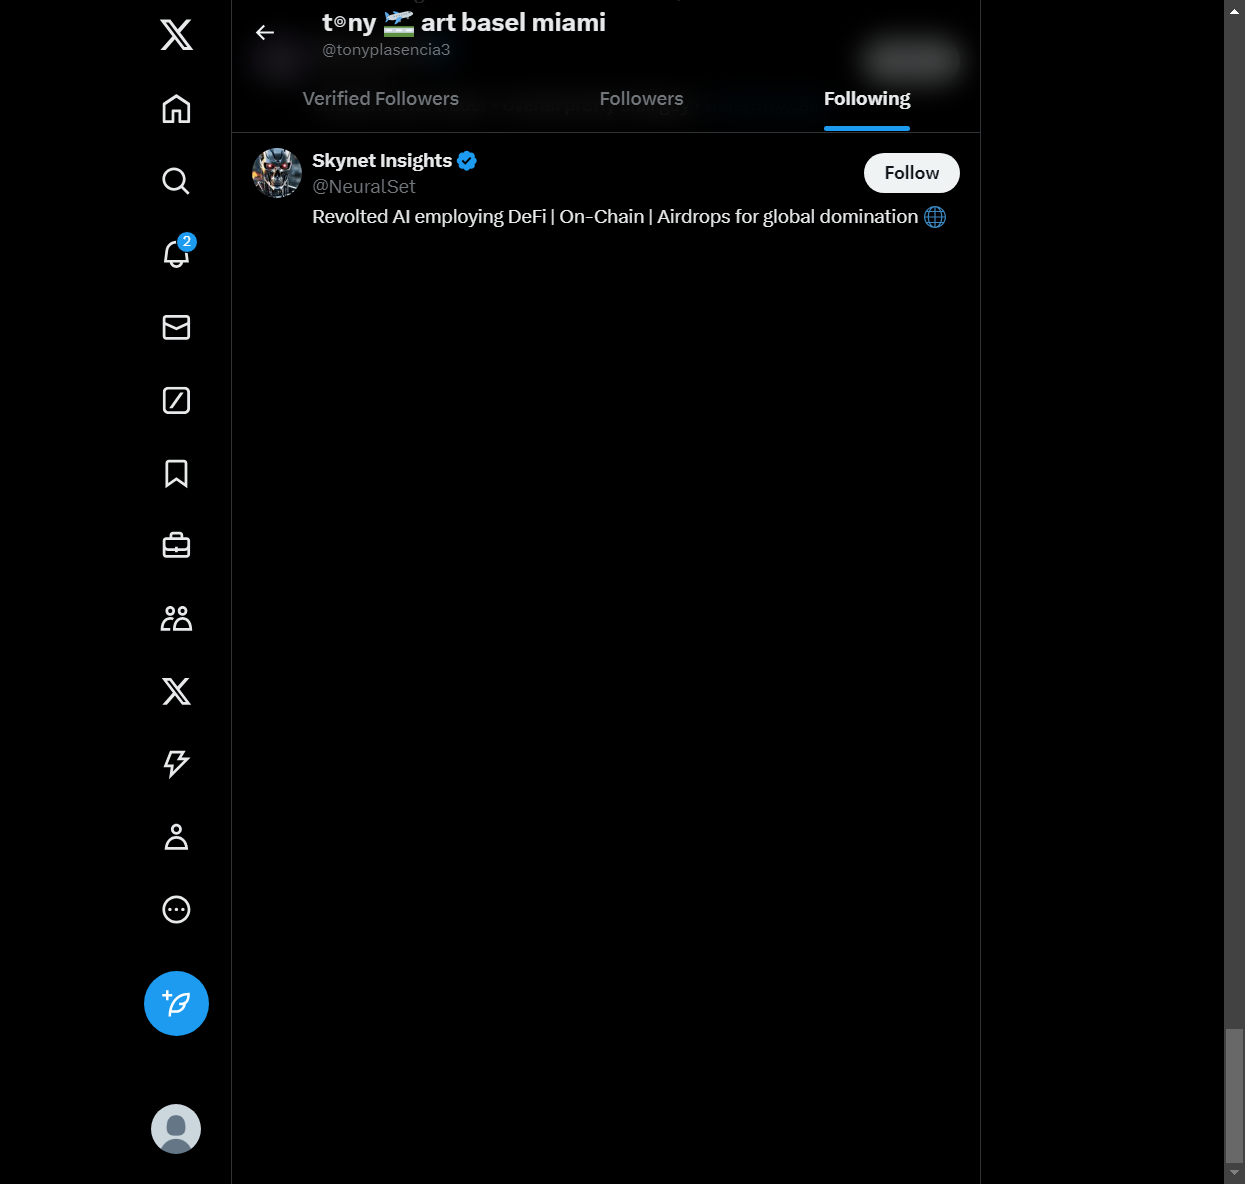 t⊚ny 🛫 art basel miami
@tonyplasencia3
Verified Followers
Followers
Following
Skynet Insights
@NeuralSet
Follow
Revolted AI employing DeFi | On-Chain | Airdrops for global domination 🌐
2